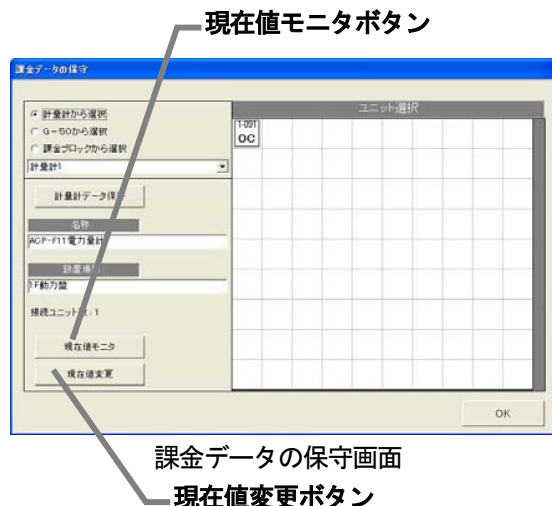 現在値モニタボタン
課金データの保守
計量計から選択
G-50から選択
課金ブロックから選択
計量計1
計量計データ保
名称
ACP-F11電力量計
設置場
1F動力盤
接続ユニット数:1
現在値モニタ
現在値変更
ユニット選択
1-091
OC
OK
課金データの保守画面
現在値変更ボタン